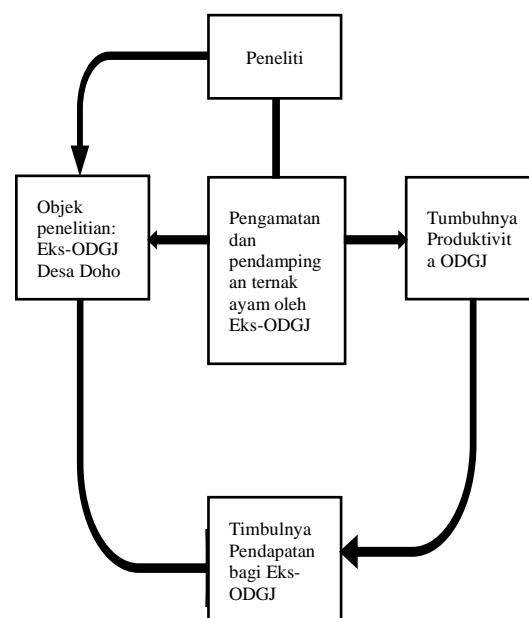 Peneliti
Objek
penelitian:
Eks-ODGJ
Desa Doho
Pengamatan
dan
pendamping
an ternak
ayam oleh
Eks-ODGJ
Tumbuhnya
Produktivit
a ODGJ
Timbulnya
Pendapatan
bagi Eks-
ODGJ